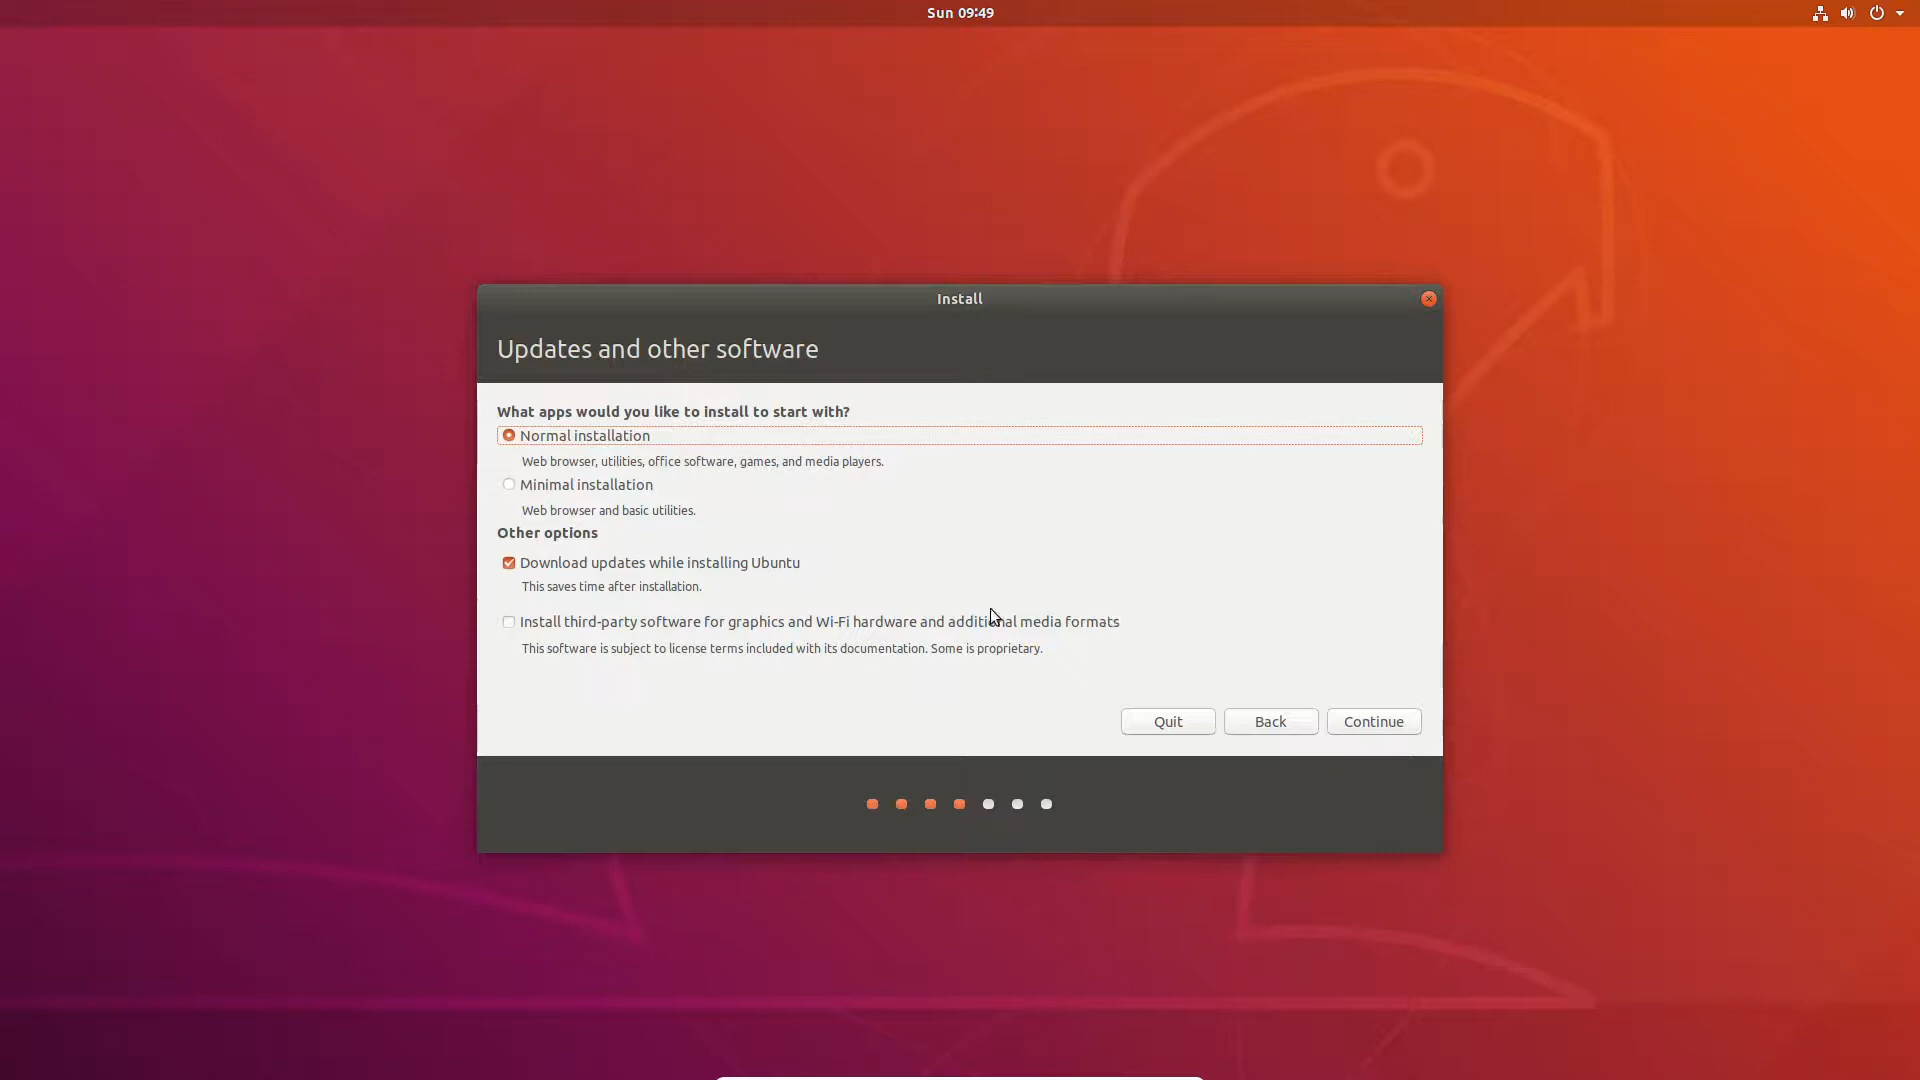 Sun 09:49
Install
Updates and other software
What apps would you like to install to start with?
Normal installation
Web browser, utilities, office software, games, and media players.
Minimal installation
Web browser and basic utilities.
Other options
Download updates while installing Ubuntu
This saves time after installation.
Install third-party software for graphics and Wi-Fi hardware and additional media formats
This software is subject to license terms included with its documentation. Some is proprietary.
Quit Back Continue